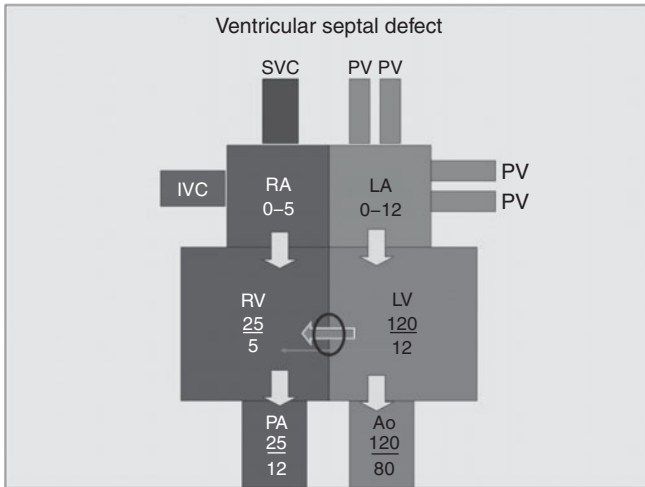 Ventricular septal defect
SVC
PV PV
IVC
RA
0–5
LA
0–12
PV
PV
RV
25
5
LV
120
12
PA
25
12
Ao
120
80